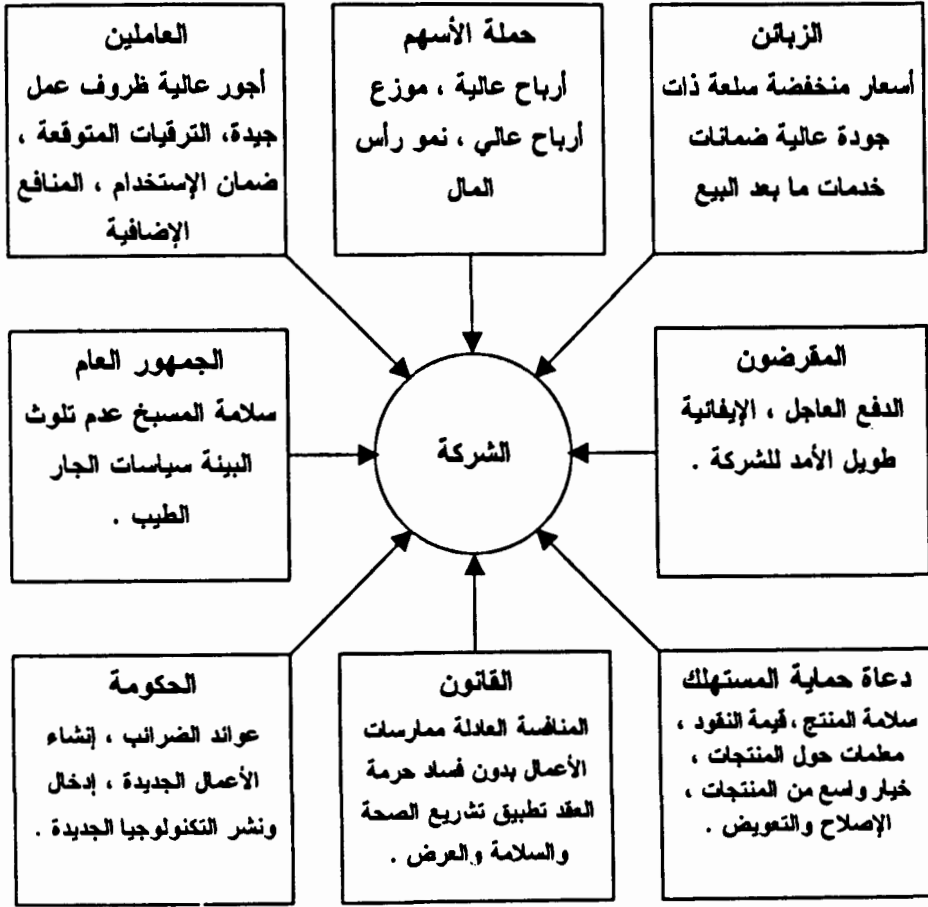 الزبائن
أسعار منخفضة سلعة ذات
جودة عالية ضمانات
خدمات ما بعد البيع
حملة الأسهم
أرباح عالية ، موزع
أرباح عالي ، نمو رأس
المال
العاملين
أجور عالية ظروف عمل
جيدة، الترقيات المتوقعة ،
ضمان الإستخدام ، المنافع
الإضافية
المقرضون
الدفع العاجل ، الإيفائية
طويل الأمد للشركة .
الشركة
الجمهور العام
سلامة المسبخ عدم تلوث
البيئة سياسات الجار
الطيب .
دعاة حماية المستهلك
سلامة المنتج ، قيمة النقود ،
معلمات حول المنتجات ،
خيار واسع من المنتجات ،
الإصلاح والتعويض .
القانون
المنافسة العادلة ممارسات
الأعمال بدون فساد حرمة
العقد تطبيق تشريع الصحة
والسلامة والعرض .
الحكومة
عوائد الضرائب ، إنشاء
الأعمال الجديدة ، إدخال
ونشر التكنولوجيا الجديدة .